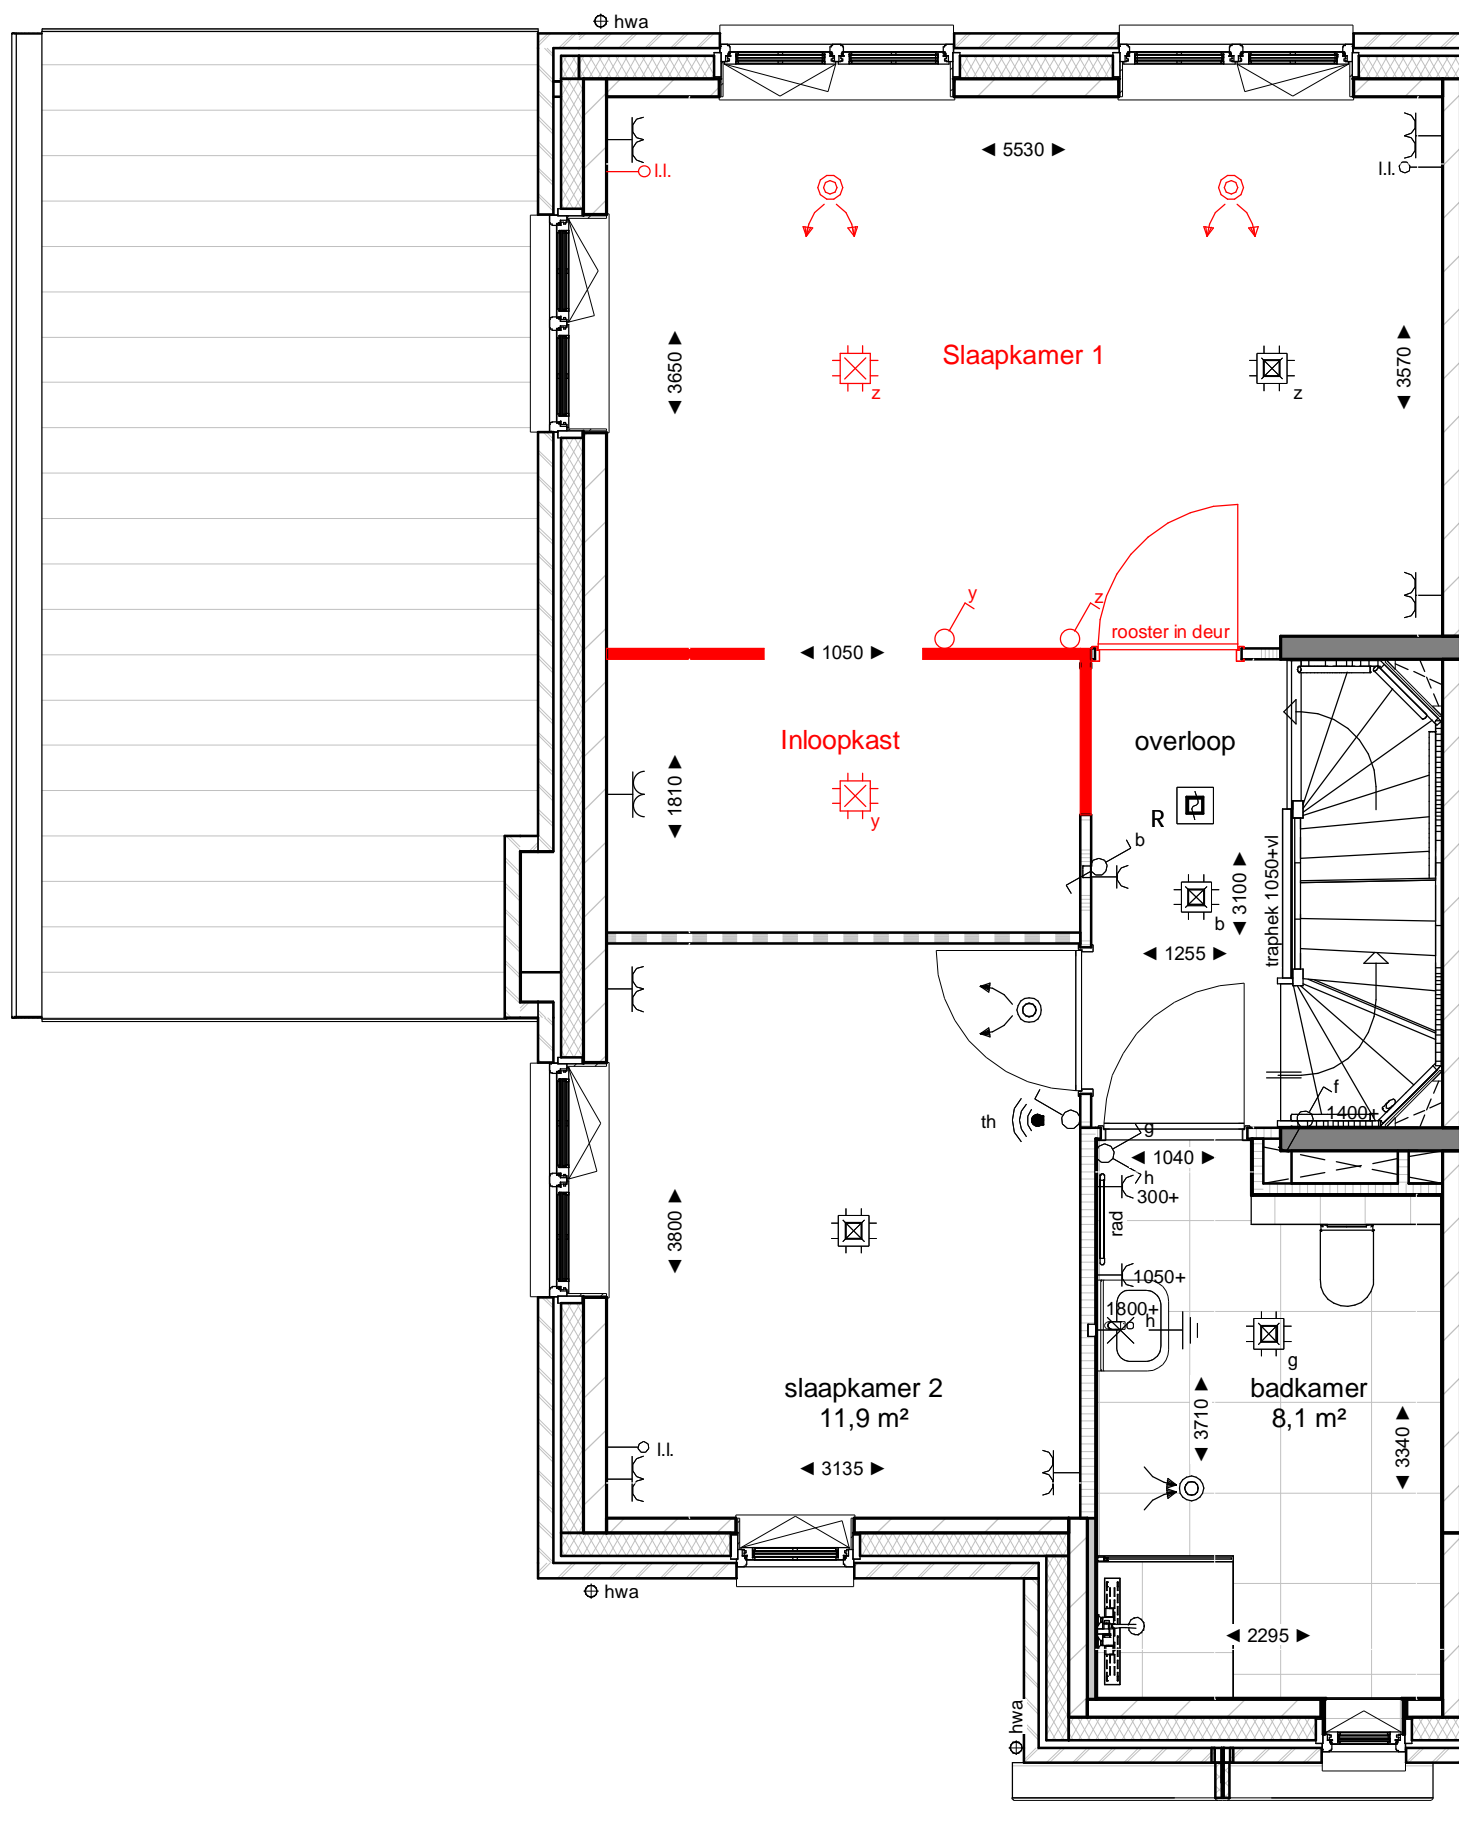 hwa
◄ 5530 ►
l.l.
l.l.
◄ 3650 ►
Slaapkamer 1
◄ 3570 ►
z
z
y
z
rooster in deur
◄ 1050 ►
Inloopkast
overloop
◄ 1810 ►
y
R
b
◄ 3100 ►
traphek 1050+vl
b
◄ 1255 ►
f
1400+
th
g
◄ 1040 ►
h
300+
rad
◄ 3800 ►
1050+
1800+
h
g
slaapkamer 2
11,9 m²
badkamer
8,1 m²
◄ 3710 ►
◄ 3340 ►
l.l.
◄ 3135 ►
hwa
◄ 2295 ►
hwa